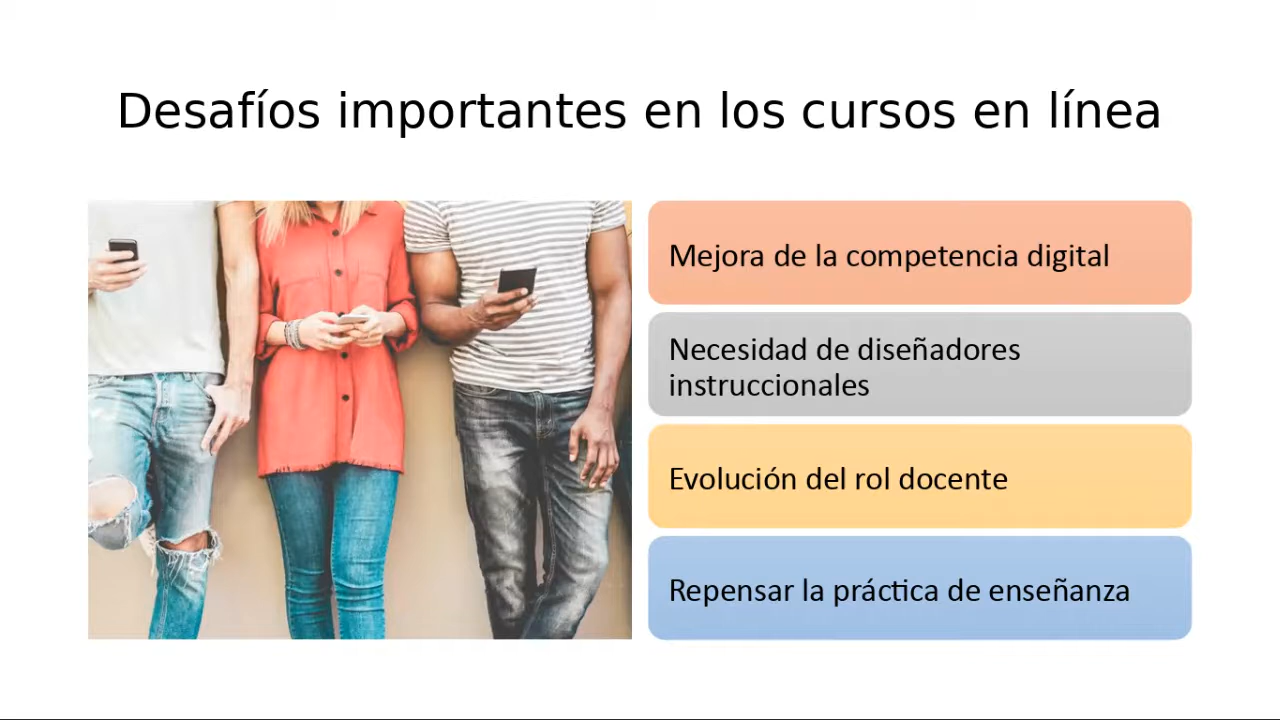 Desafíos importantes en los cursos en línea
Mejora de la competencia digital
Necesidad de diseñadores
instruccionales
Evolución del rol docente
Repensar la práctica de enseñanza